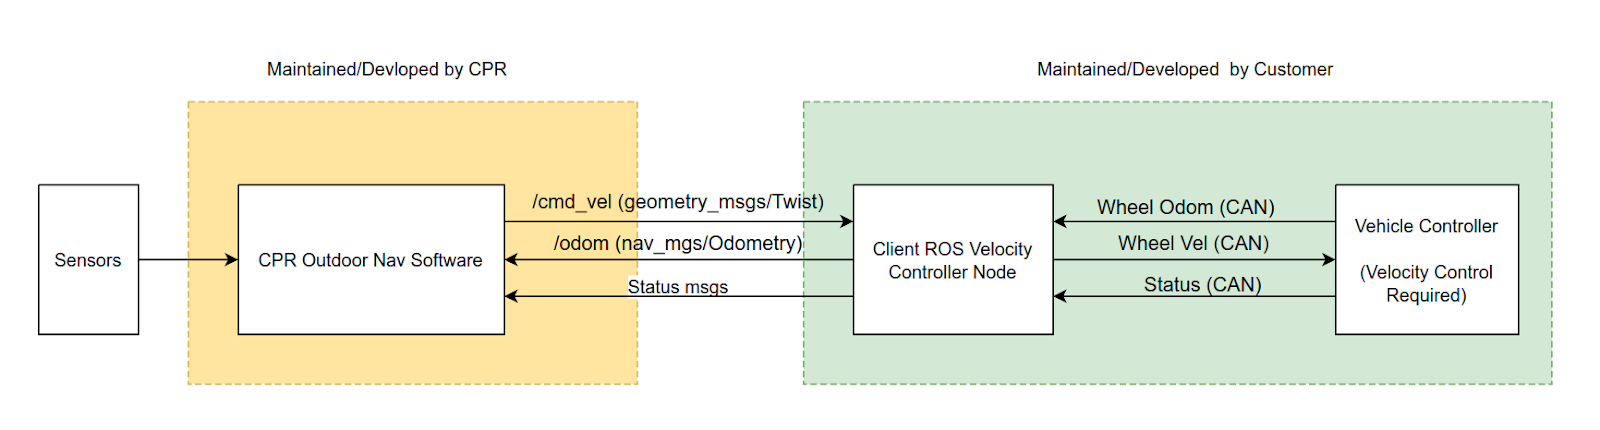 Maintained/Devloped by CPR
Maintained/Developed by Customer
Sensors
CPR Outdoor Nav Software
/cmd_vel (geometry_msgs/Twist)
/odom (nav_mgs/Odometry)
Status msgs
Client ROS Velocity
Controller Node
Wheel Odom (CAN)
Wheel Vel (CAN)
Status (CAN)
Vehicle Controller
(Velocity Control
Required)